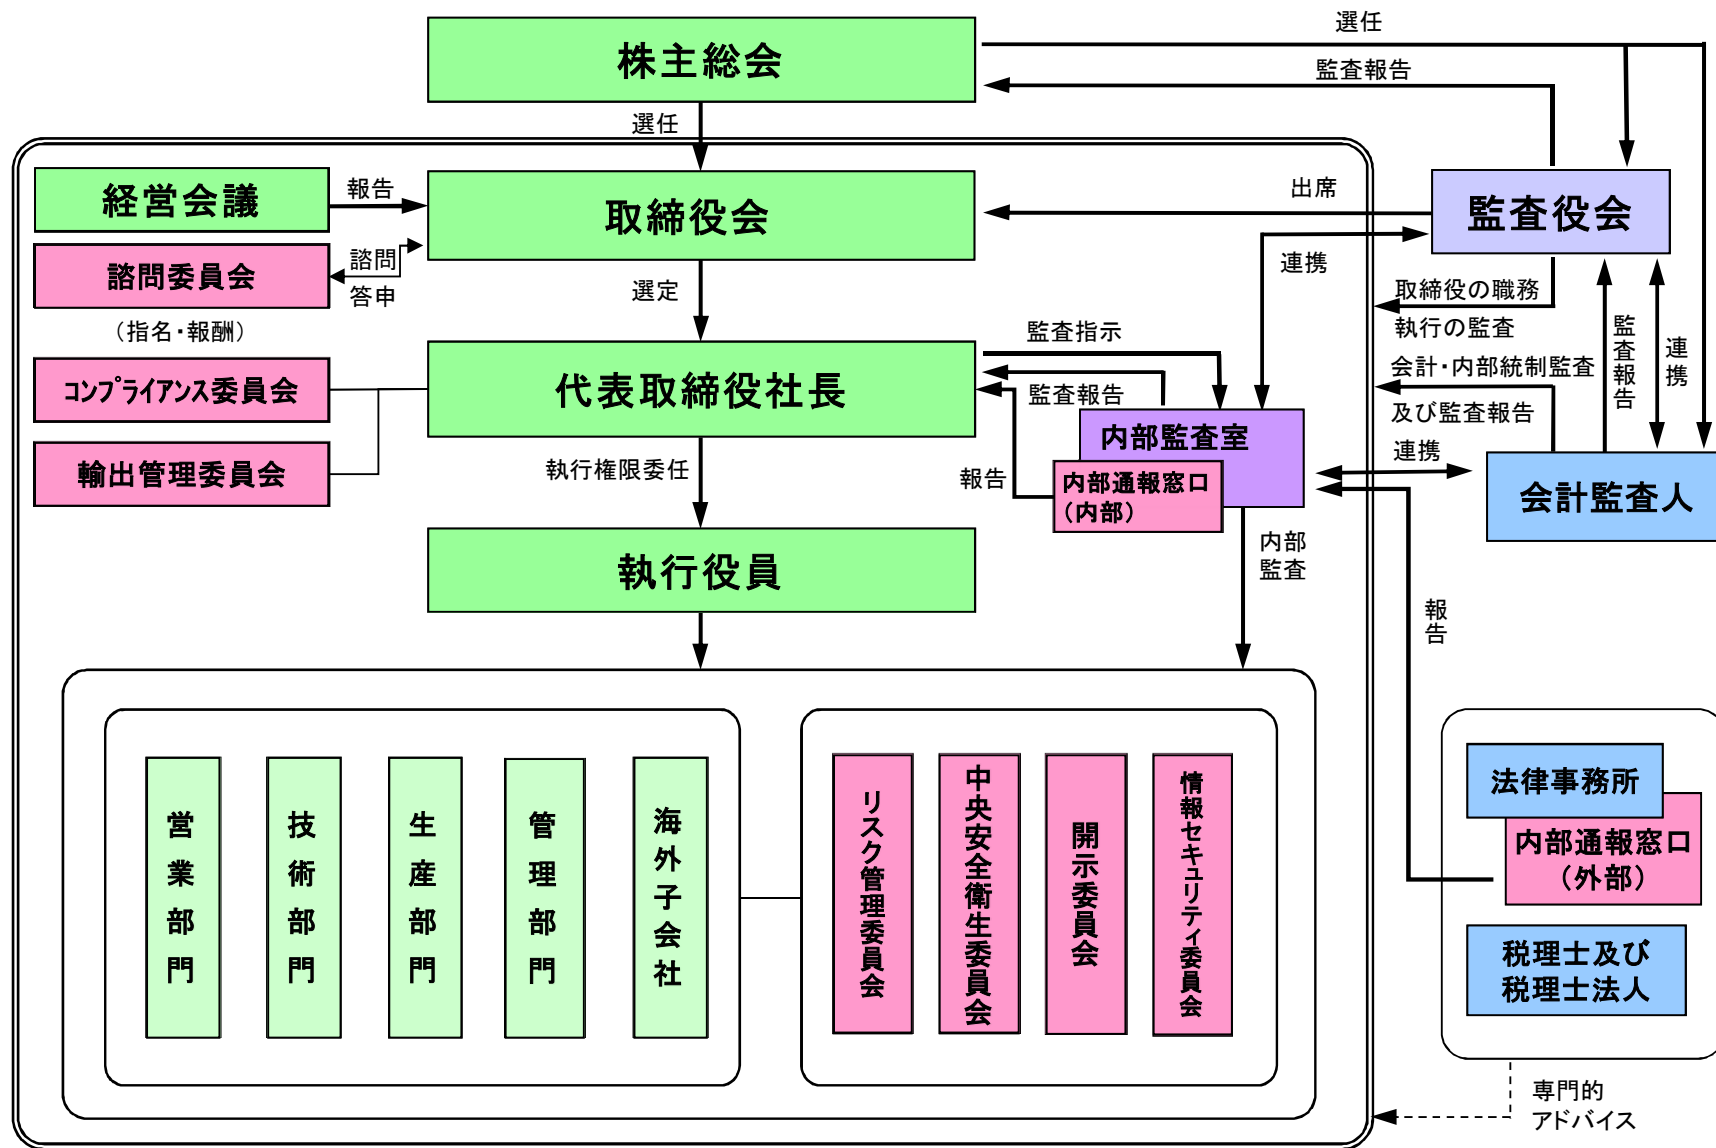 選任
株主総会
監査報告
選任
経営会議
報告
取締役会
出席
監査役会
諮問委員会
諮問
答申
(指名・報酬)
選定
連携
取締役の職務
執行の監査
監査報告
連携
監査指示
代表取締役社長
監査報告
会計・内部統制監査
及び監査報告
コンプライアンス委員会
輸出管理委員会
執行権限委任
報告
内部監査室
内部通報窓口
(内部)
連携
会計監査人
執行役員
内部
監査
報告
営業部門
技術部門
生産部門
管理部門
海外子会社
リスク管理委員会
中央安全衛生委員会
開示委員会
情報セキュリティ委員会
法律事務所
内部通報窓口
(外部)
税理士及び
税理士法人
専門的
アドバイス